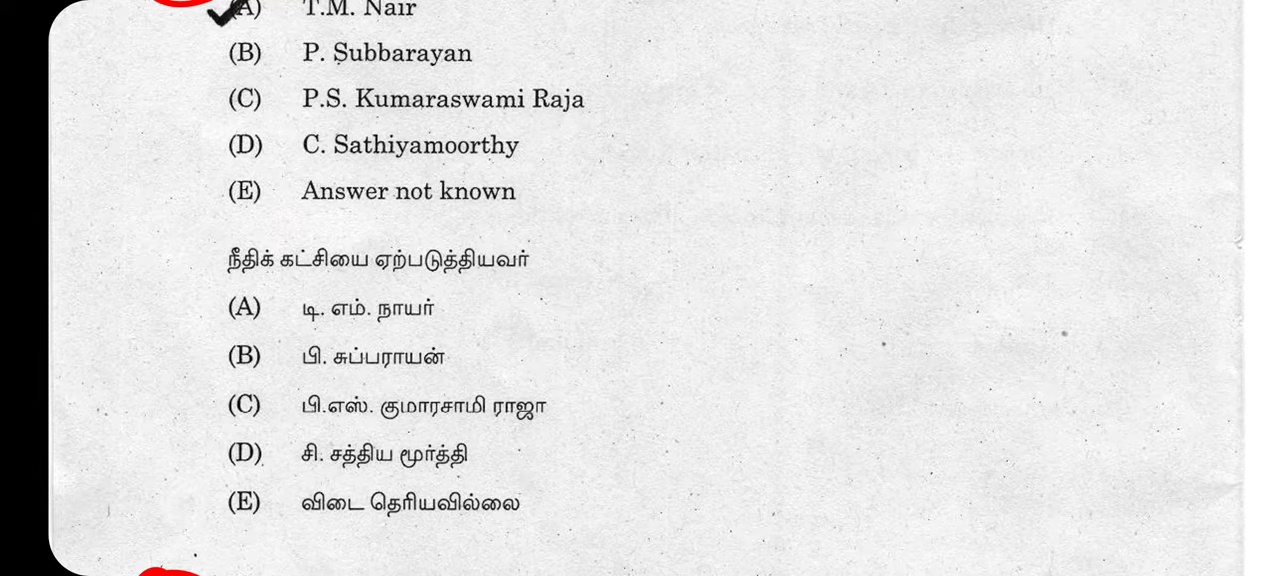 (A) T.M. Nair
(B) P. Subbarayan
(C) P.S. Kumaraswami Raja
(D) C. Sathiyamoorthy
(E) Answer not known
நீதிக் கட்சியை ஏற்படுத்தியவர்
(A) டி. எம். நாயர்
(B) பி. சுப்பராயன்
(C) பி.எஸ். குமாரசாமி ராஜா
(D) சி. சத்திய மூர்த்தி
(E) விடை தெரியவில்லை